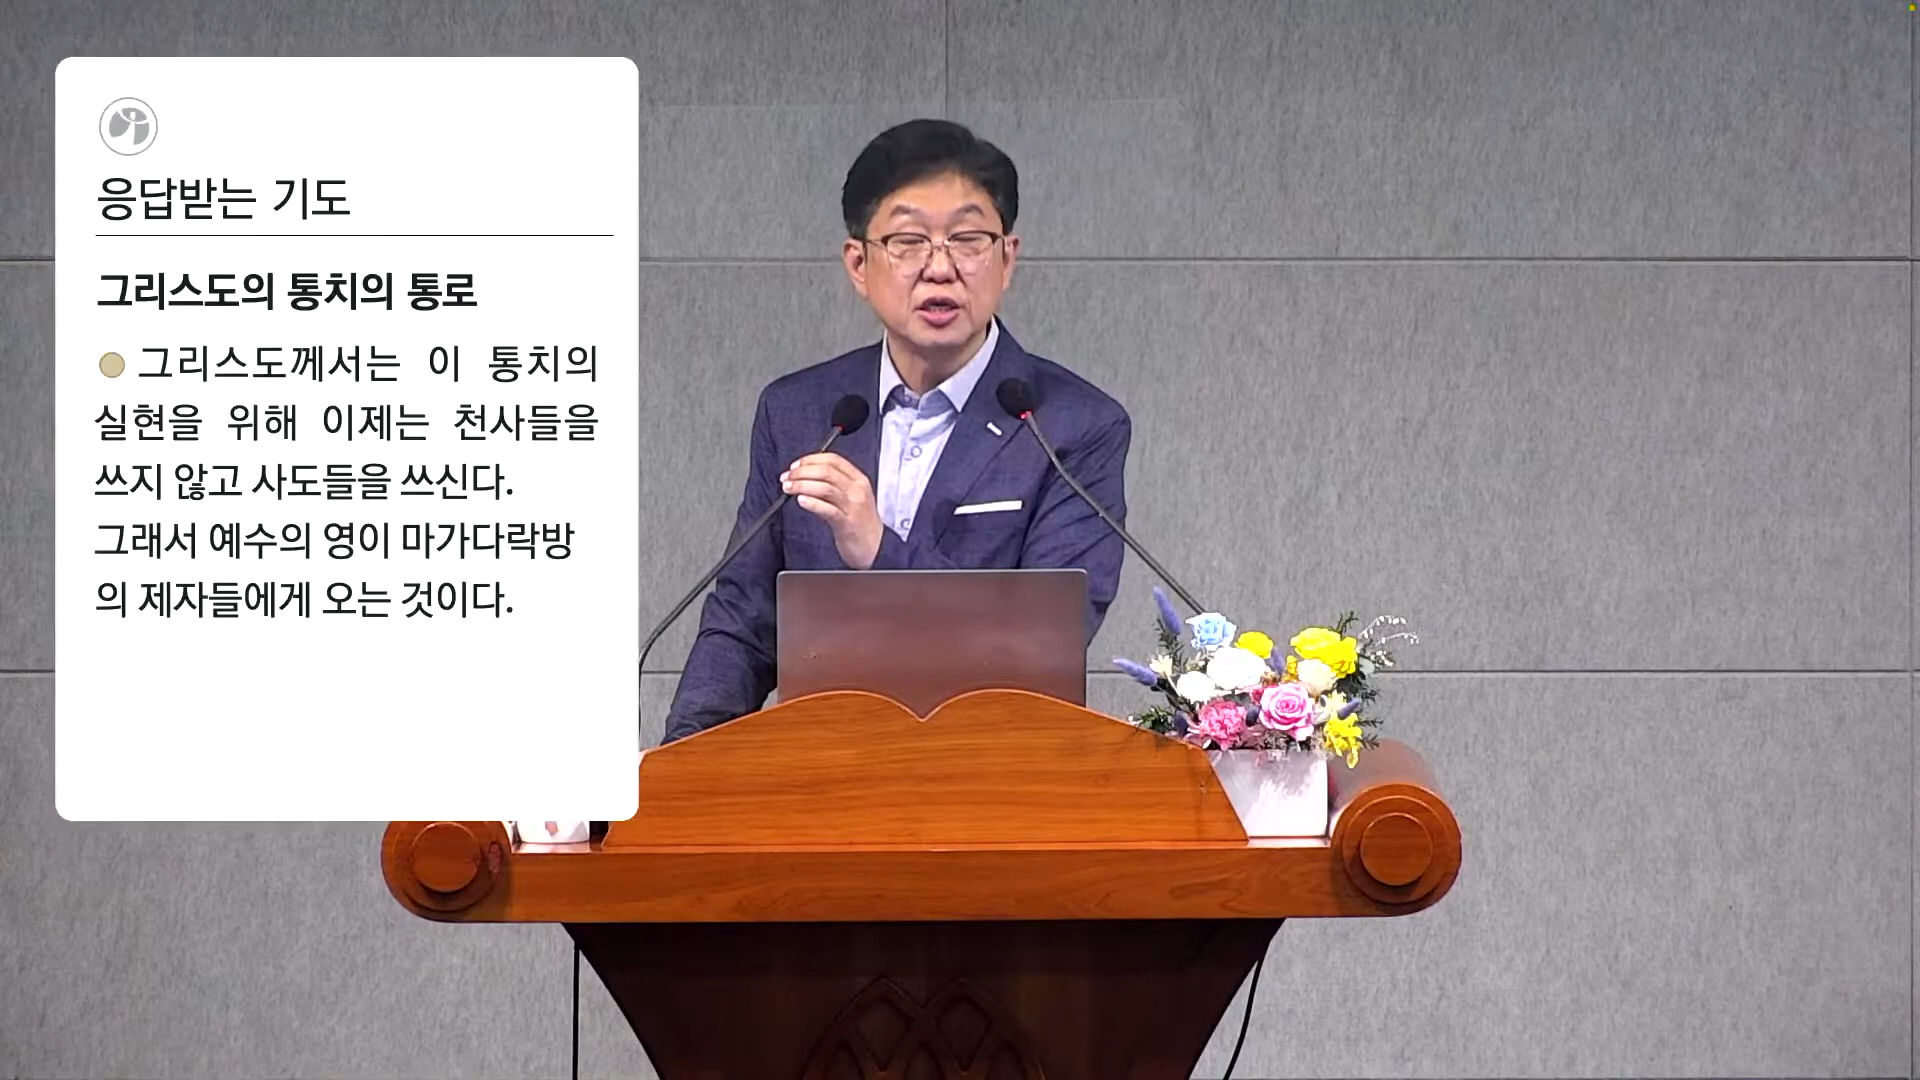 응답받는 기도
그리스도의 통치의 통로
그리스도께서는 이 통치의
실현을 위해 이제는 천사들을
쓰지 않고 사도들을 쓰신다.
그래서 예수의 영이 마가다락방
의 제자들에게 오는 것이다.